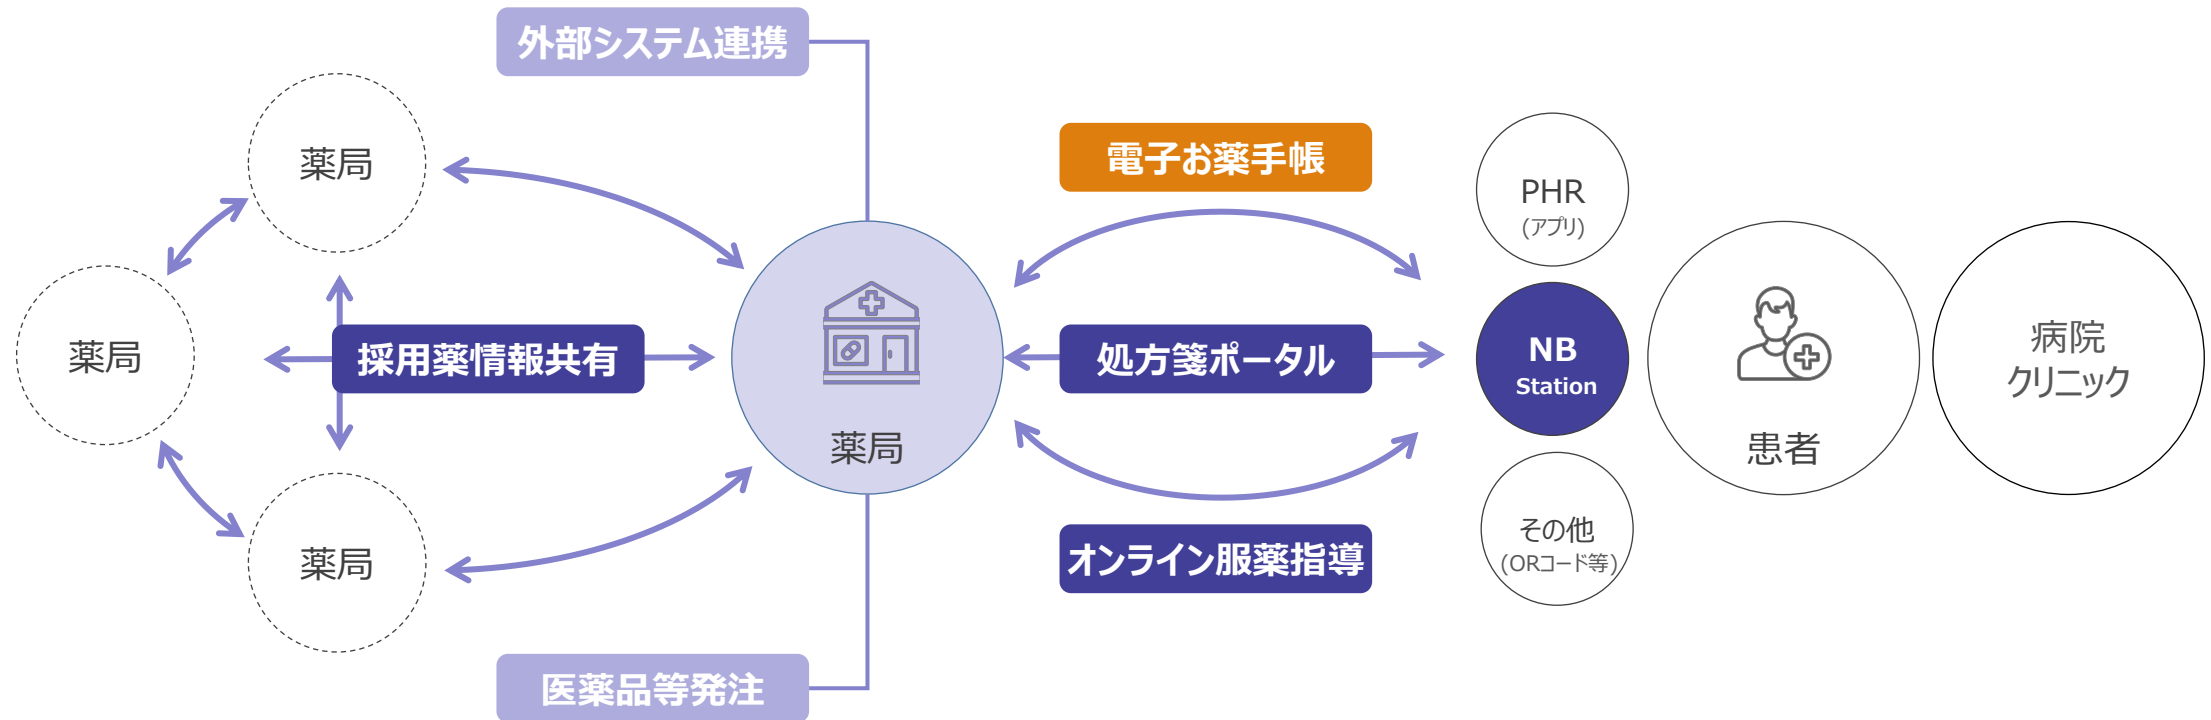 外部システム連携
薬局
薬局
薬局
採用薬情報共有
医薬品等発注
薬局
電子お薬手帳
処方箋ポータル
オンライン服薬指導
PHR
(アプリ)
NB
Station
その他
(ORコード等)
患者
病院
クリニック